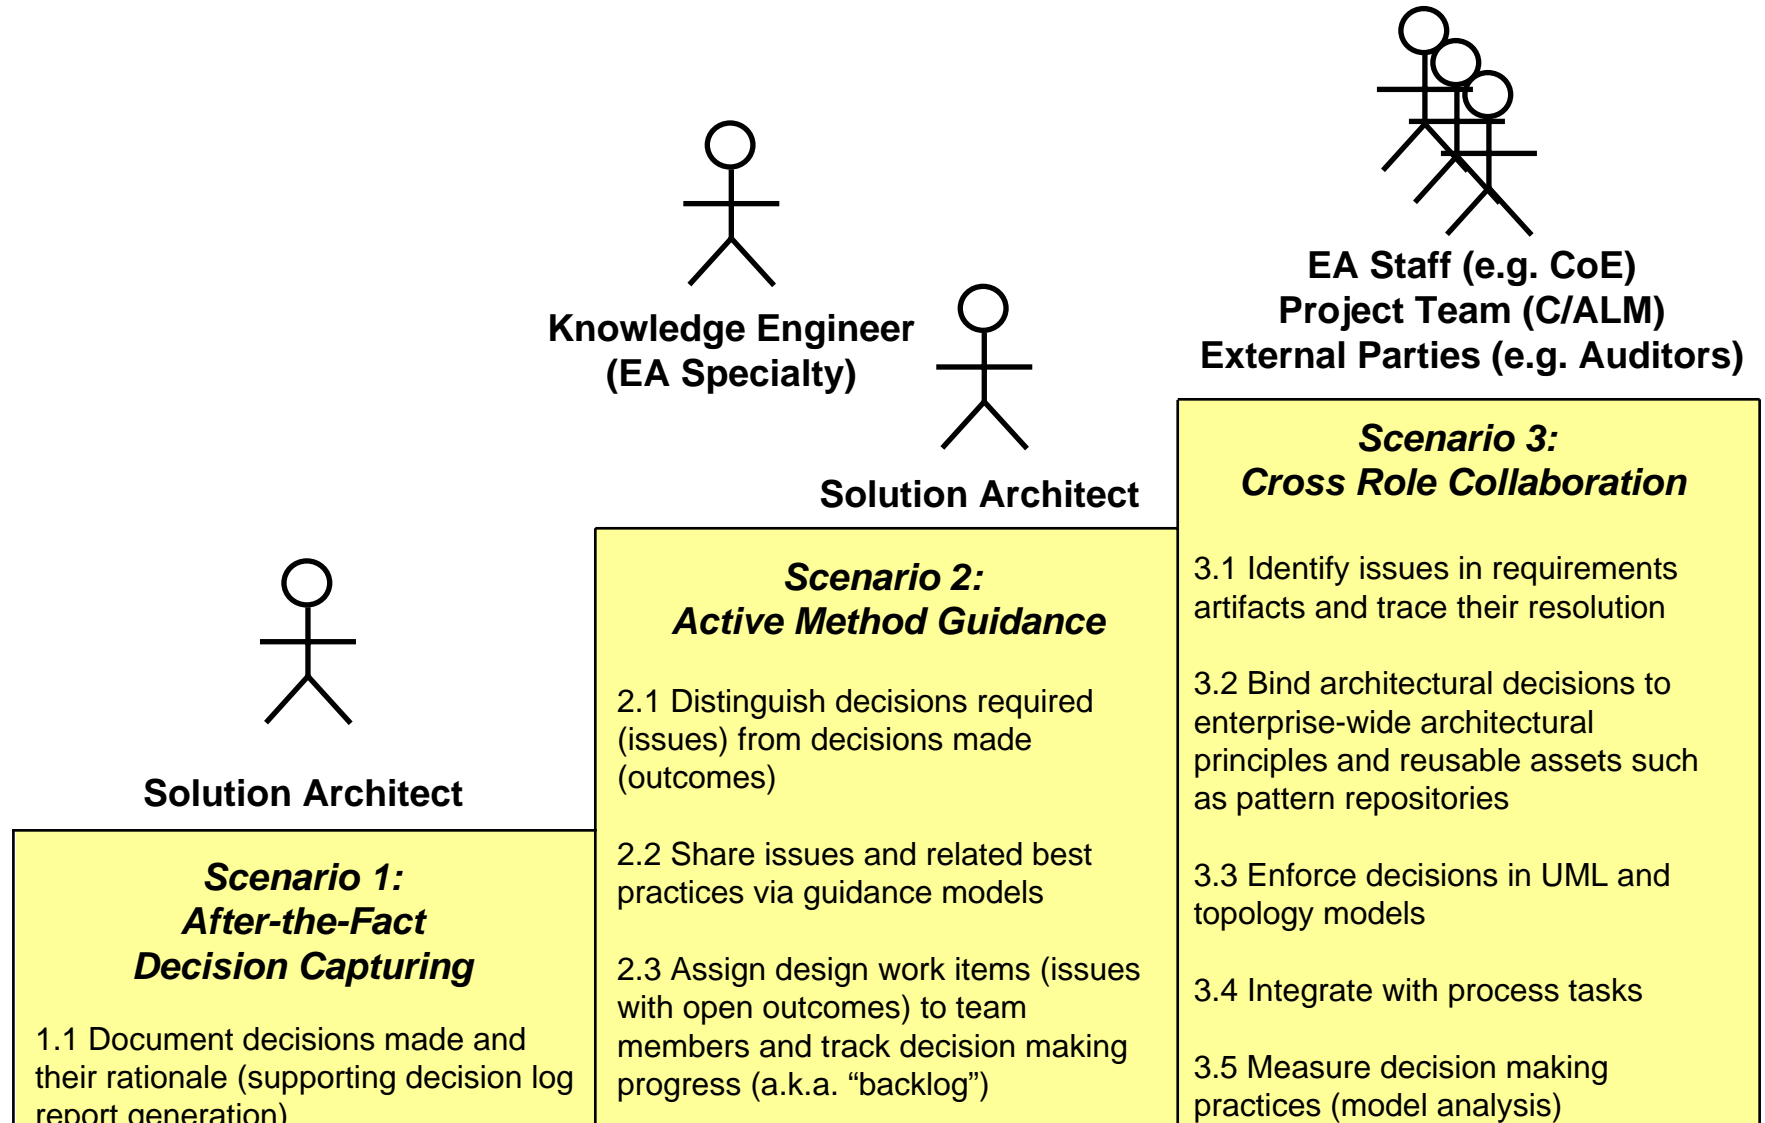 EA Staff (e.g. CoE)
Project Team (C/ALM)
External Parties (e.g. Auditors)
Knowledge Engineer
(EA Specialty)
Solution Architect
Solution Architect
Scenario 1:
After-the-Fact
Decision Capturing
1.1 Document decisions made and
their rationale (supporting decision log
report generation)
Scenario 2:
Active Method Guidance
2.1 Distinguish decisions required
(issues) from decisions made
(outcomes)
2.2 Share issues and related best
practices via guidance models
2.3 Assign design work items (issues
with open outcomes) to team
members and track decision making
progress (a.k.a. “backlog”)
Scenario 3:
Cross Role Collaboration
3.1 Identify issues in requirements
artifacts and trace their resolution
3.2 Bind architectural decisions to
enterprise-wide architectural
principles and reusable assets such
as pattern repositories
3.3 Enforce decisions in UML and
topology models
3.4 Integrate with process tasks
3.5 Measure decision making
practices (model analysis)